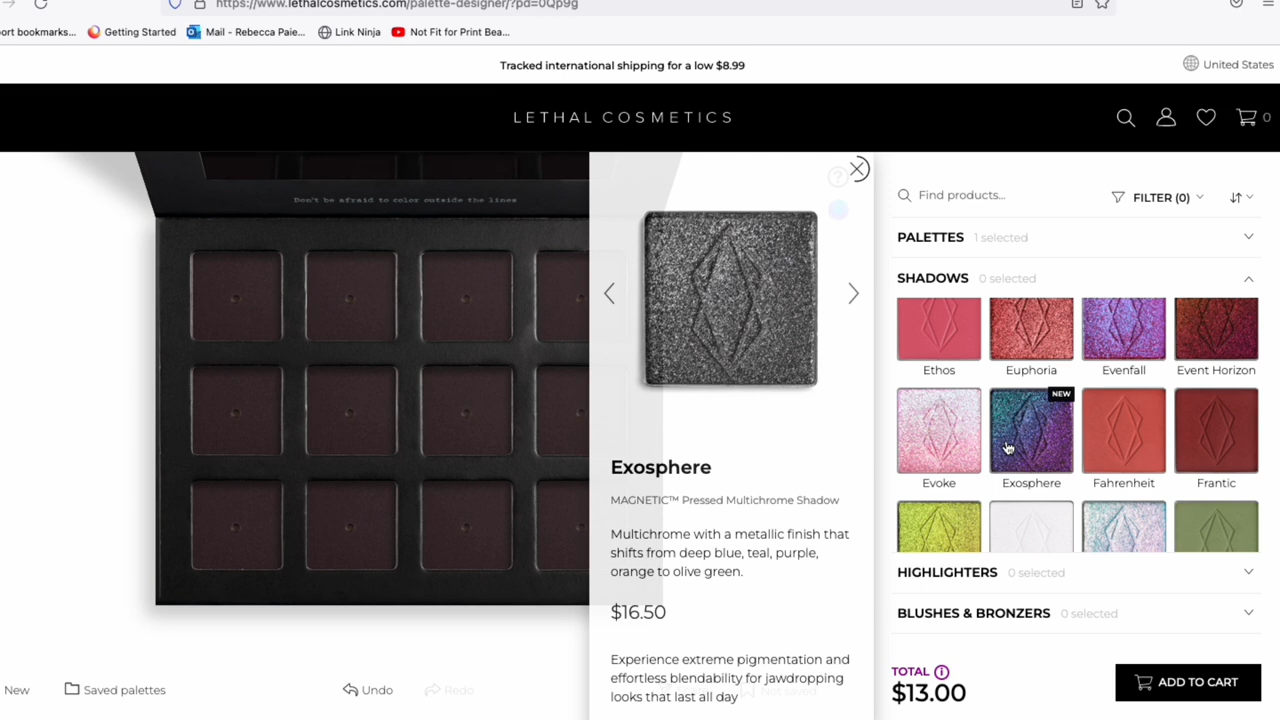 https://www.lethalcosmetics.com/palette-designer/?pd=0Qp9g
ort bookmarks... Getting Started Mail - Rebecca Paie... Link Ninja Not Fit for Print Bea...
Tracked international shipping for a low $8.99
United States
LETHAL COSMETICS
0
Don't be afraid to color outside the lines
?
Exosphere
MAGNETIC™ Pressed Multichrome Shadow
Multichrome with a metallic finish that
shifts from deep blue, teal, purple,
orange to olive green.
$16.50
Experience extreme pigmentation and
effortless blendability for jawdropping
looks that last all day
Not saved
New
Saved palettes
Undo
Redo
Find products...
FILTER (0)
PALETTES 1 selected
SHADOWS 0 selected
Ethos Euphoria Evenfall Event Horizon
NEW
Evoke Exosphere Fahrenheit Frantic
HIGHLIGHTERS 0 selected
BLUSHES & BRONZERS 0 selected
TOTAL i
$13.00
ADD TO CART